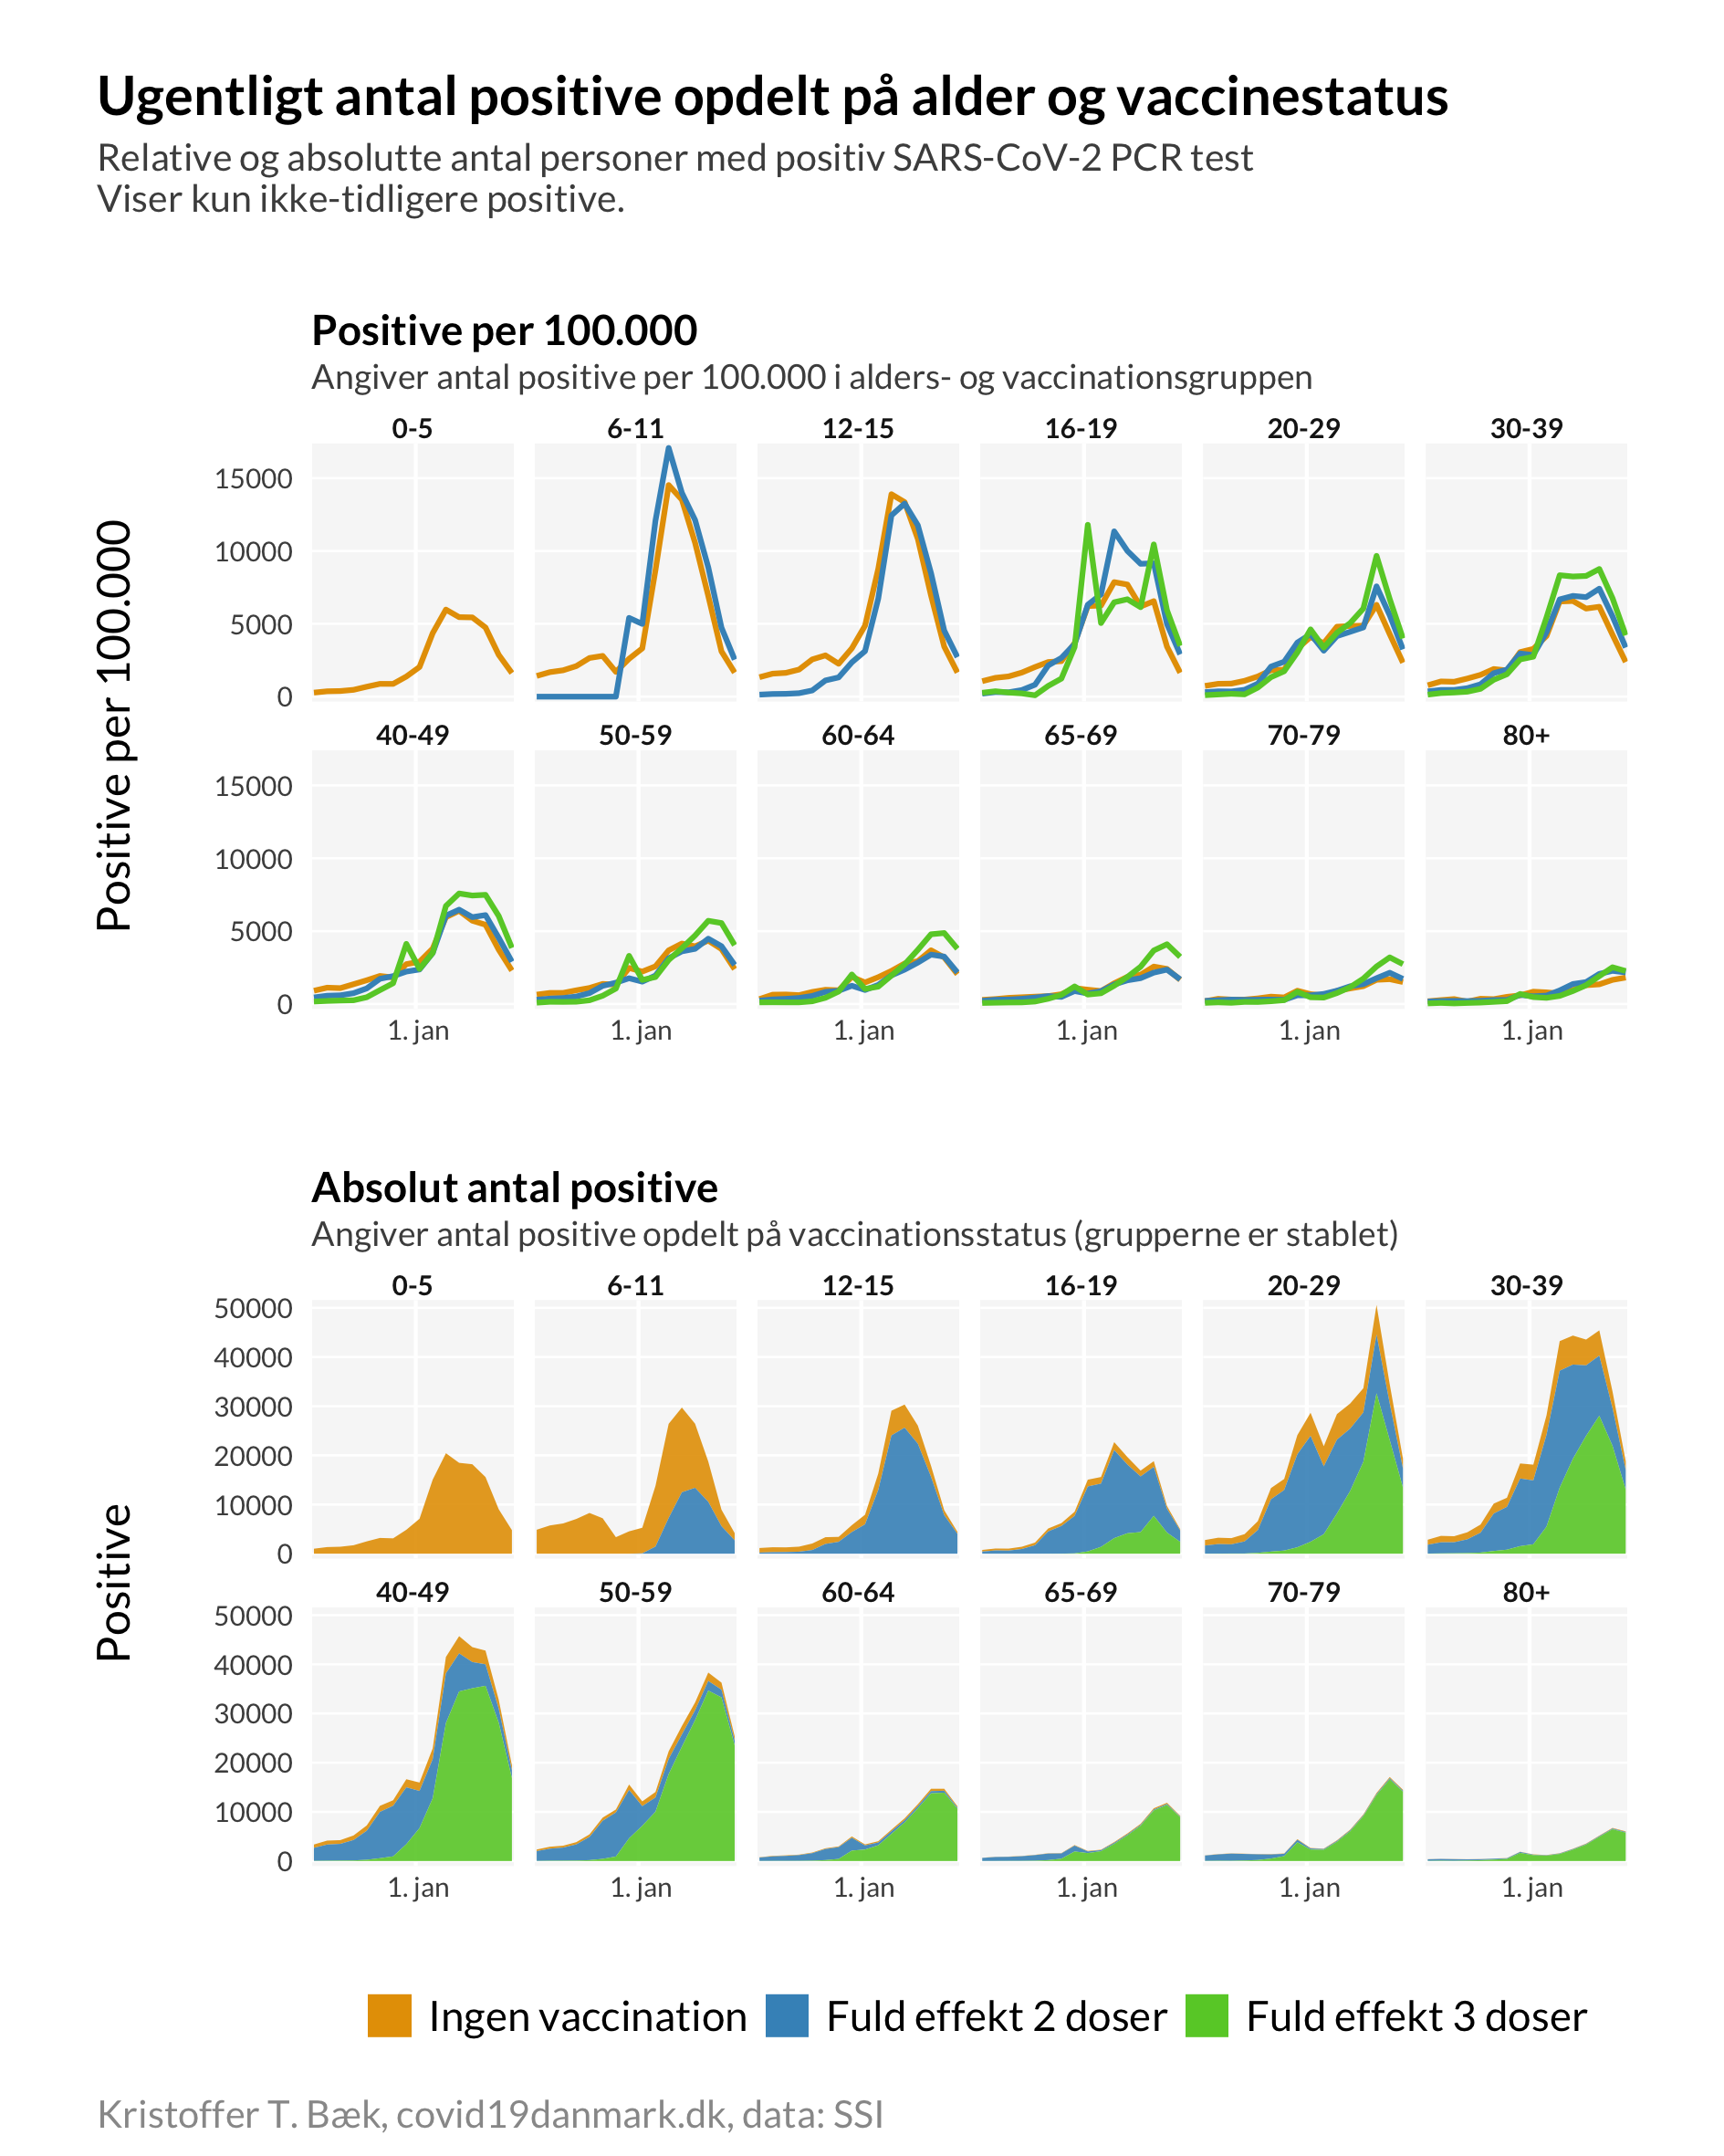 Ugentligt antal positive opdelt på alder og vaccinestatus
Relative og absolutte antal personer med positiv SARS-CoV-2 PCR test
Viser kun ikke-tidligere positive.
Positive per 100.000
Angiver antal positive per 100.000 i alders- og vaccinationsgruppen
Positive per 100.000
0-5 6-11 12-15 16-19 20-29 30-39
15000
10000
5000
0
40-49 50-59 60-64 65-69 70-79 80+
15000
10000
5000
0
1. jan 1. jan 1. jan 1. jan 1. jan 1. jan
Absolut antal positive
Angiver antal positive opdelt på vaccinationsstatus (grupperne er stablet)
Positive
0-5 6-11 12-15 16-19 20-29 30-39
50000
40000
30000
20000
10000
0
40-49 50-59 60-64 65-69 70-79 80+
50000
40000
30000
20000
10000
0
1. jan 1. jan 1. jan 1. jan 1. jan 1. jan
Ingen vaccination Fuld effekt 2 doser Fuld effekt 3 doser
Kristoffer T. Bæk, covid19danmark.dk, data: SSI